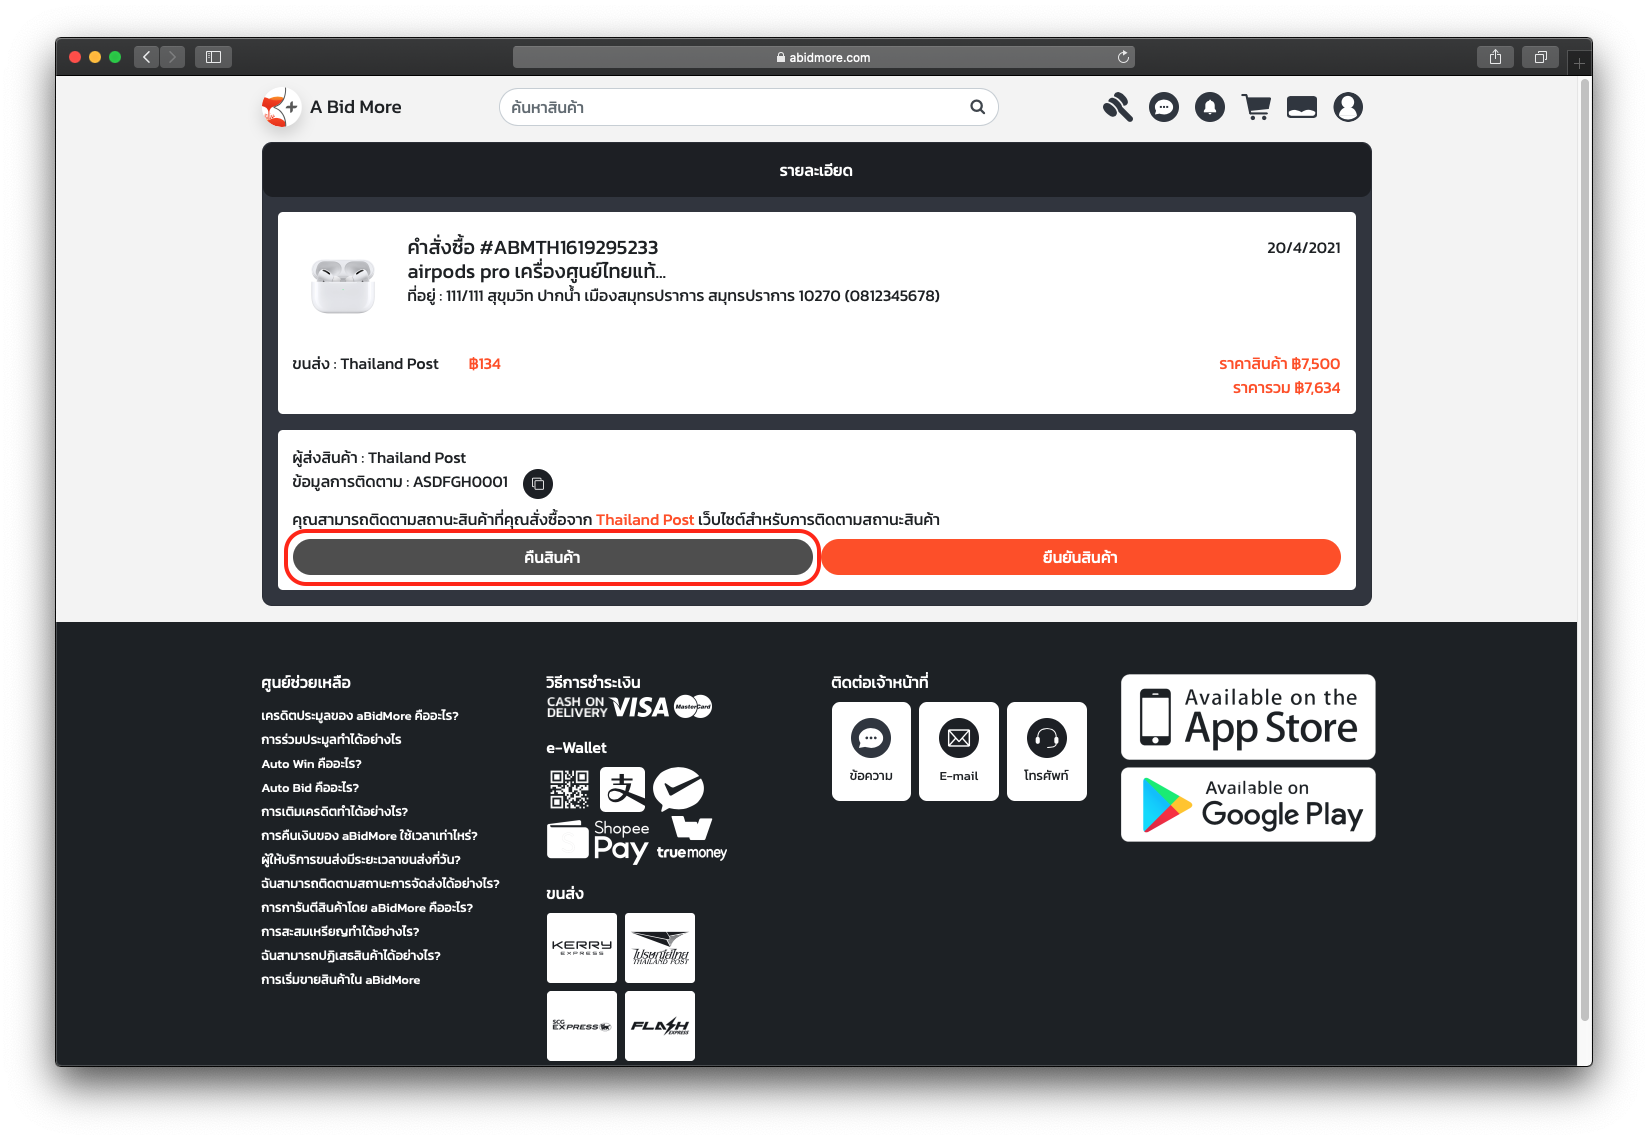 abidmore.com
A Bid More
ค้นหาสินค้า
รายละเอียด
คำสั่งซื้อ #ABMTH1619295233
20/4/2021
airpods pro เครื่องศูนย์ไทยแท้...
ที่อยู่ : 111/111 สุขุมวิท ปากน้ำ เมืองสมุทรปราการ สมุทรปราการ 10270 (0812345678)
ขนส่ง : Thailand Post ฿134
ราคาสินค้า ฿7,500
ราคารวม ฿7,634
ผู้ส่งสินค้า : Thailand Post
ข้อมูลการติดตาม : ASDFGH0001
คุณสามารถติดตามสถานะสินค้าที่คุณสั่งซื้อจาก Thailand Post เว็บไซต์สำหรับการติดตามสถานะสินค้า
คืนสินค้า
ยืนยันสินค้า
ศูนย์ช่วยเหลือ
เครดิตประมูลของ aBidMore คืออะไร?
การร่วมประมูลทำได้อย่างไร
Auto Win คืออะไร?
Auto Bid คืออะไร?
การเติมเครดิตทำได้อย่างไร?
การคืนเงินของ aBidMore ใช้เวลาเท่าไหร่?
ผู้ให้บริการขนส่งมีระยะเวลาขนส่งกี่วัน?
ฉันสามารถติดตามสถานะการจัดส่งได้อย่างไร?
การการันตีสินค้าโดย aBidMore คืออะไร?
การสะสมเหรียญทำได้อย่างไร?
ฉันสามารถปฏิเสธสินค้าได้อย่างไร?
การเริ่มขายสินค้าใน aBidMore
วิธีการชำระเงิน
CASH ON
DELIVERY
VISA
MasterCard
e-Wallet
支
Shopee
Pay
truemoney
ขนส่ง
KERRY
EXPRESS
ไปรษณีย์ไทย
THAILAND POST
SCG
EXPRESS
FLASH
EXPRESS
ติดต่อเจ้าหน้าที่
ข้อความ
E-mail
โทรศัพท์
Available on the
App Store
Available on
Google Play